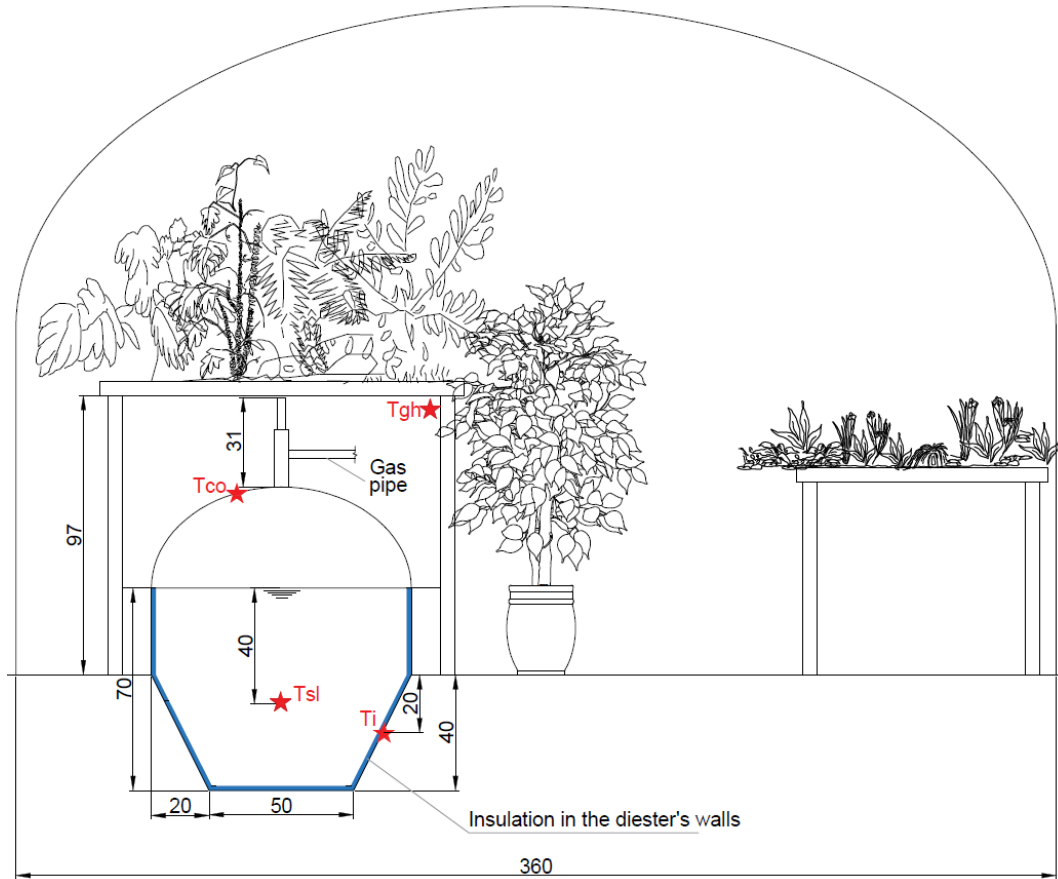 Tgh
31
Gas
pipe
Tco
97
40
70
Tsl
Ti
20
40
20
50
Insulation in the diester's walls
360